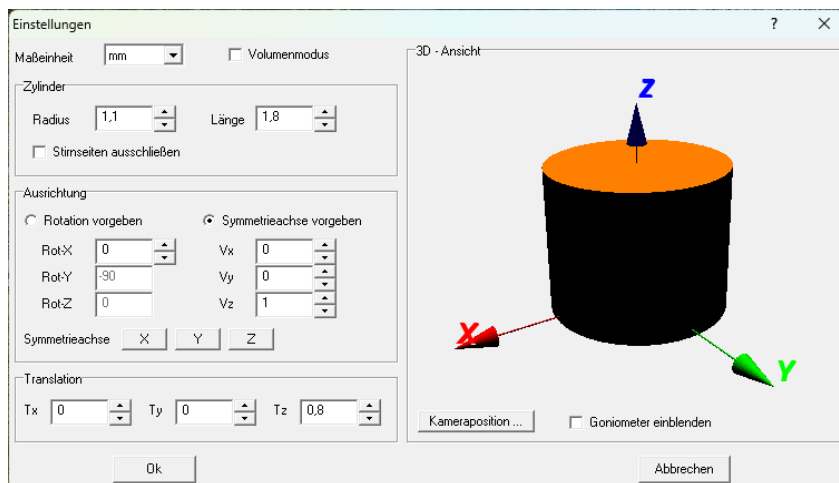 Einstellungen ? X
Maßeinheit mm Volumenmodus
Zylinder
Radius 1,1 Länge 1,8
Stirnseiten ausschließen
Ausrichtung
Rotation vorgeben Symmetrieachse vorgeben
Rot-X 0 Vx 0
Rot-Y -90 Vy 0
Rot-Z 0 Vz 1
Symmetrieachse X Y Z
Translation
Tx 0 Ty 0 Tz 0,8
Ok
3D - Ansicht
Z
X
Y
Kameraposition ... Goniometer einblenden
Abbrechen